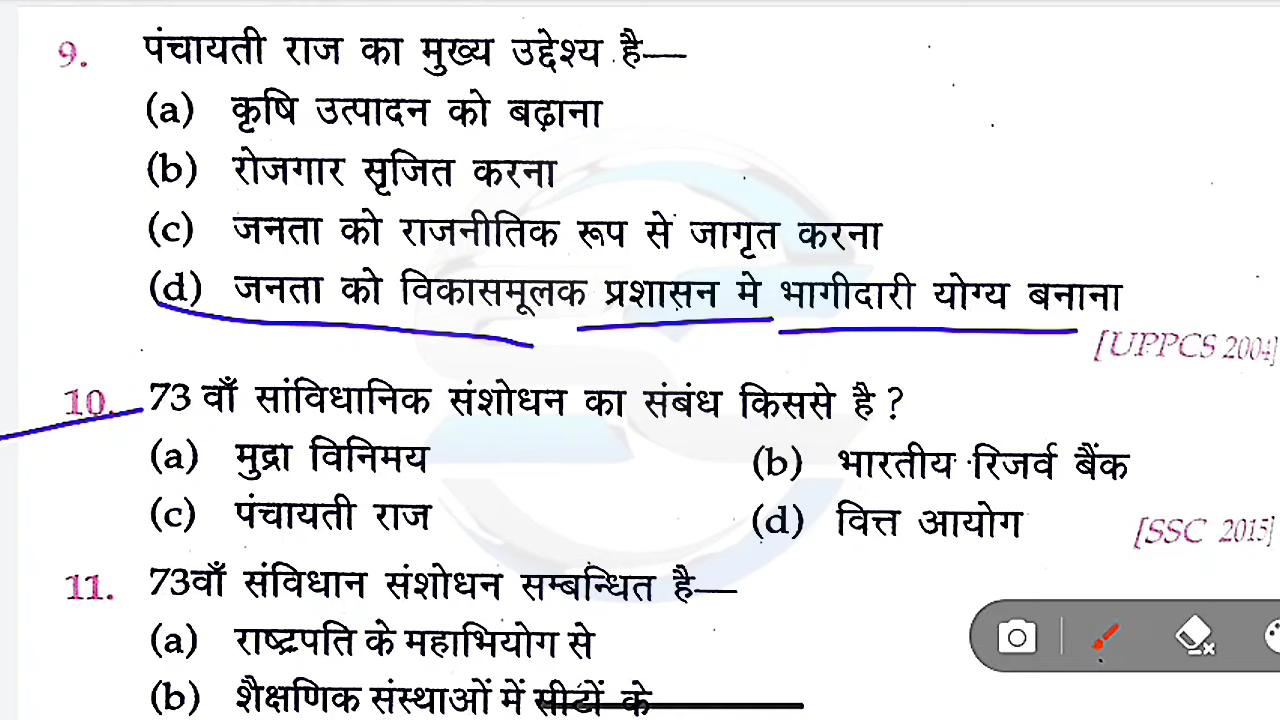 9. पंचायती राज का मुख्य उद्देश्य है—
(a) कृषि उत्पादन को बढ़ाना
(b) रोजगार सृजित करना
(c) जनता को राजनीतिक रूप से जागृत करना
(d) जनता को विकासमूलक प्रशासन मे भागीदारी योग्य बनाना
[UPPCS 2004]
10. 73 वाँ सांविधानिक संशोधन का संबंध किससे है ?
(a) मुद्रा विनिमय (b) भारतीय रिजर्व बैंक
(c) पंचायती राज (d) वित्त आयोग
[SSC 2015]
11. 73वाँ संविधान संशोधन सम्बन्धित है—
(a) राष्ट्रपति के महाभियोग से
(b) शैक्षणिक संस्थाओं में सीटों के